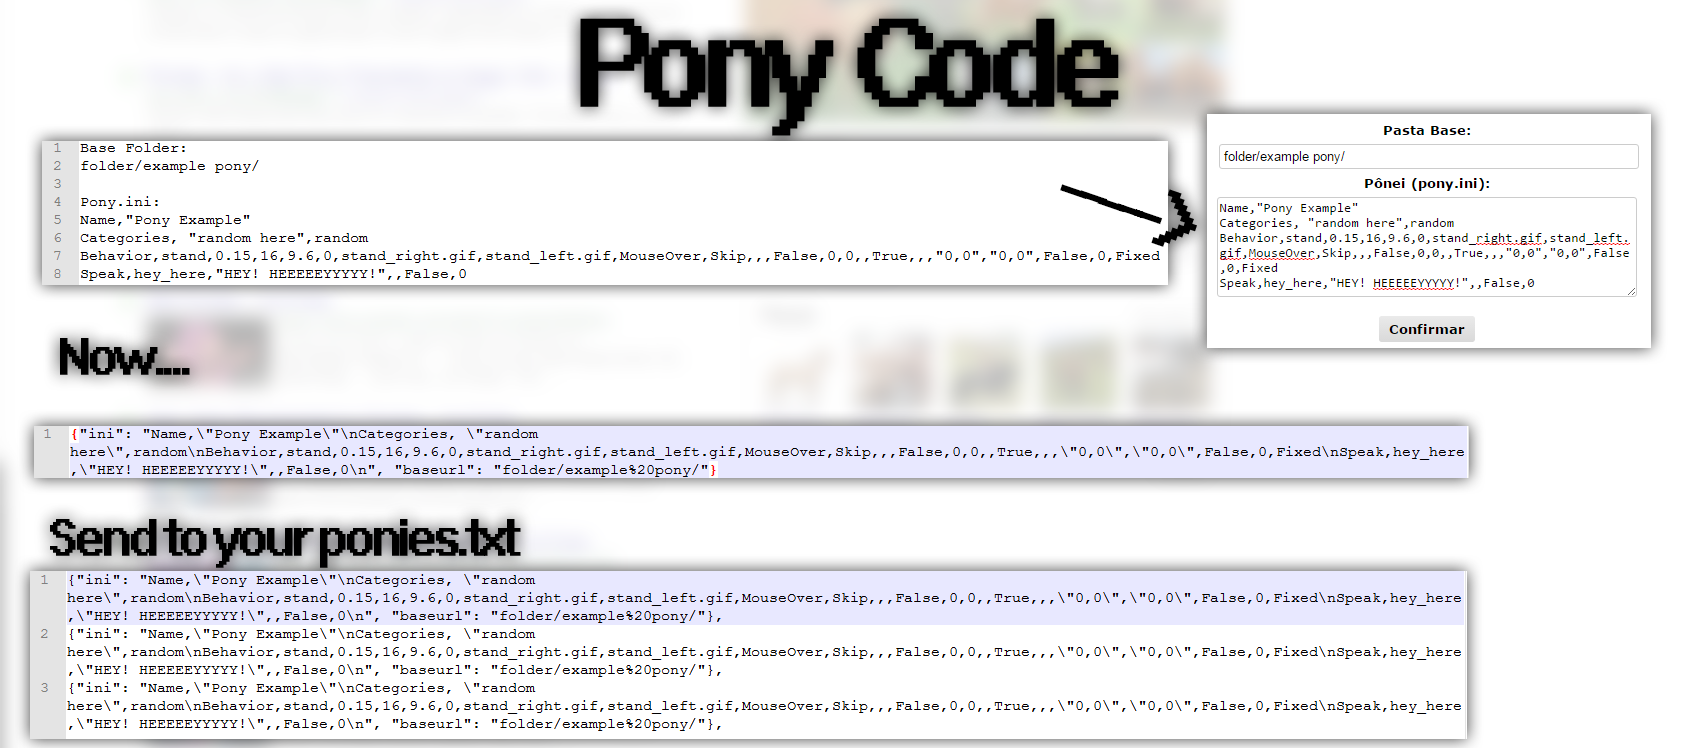 Pony Code
1 Base Folder:
2 folder/example pony/
3
4 Pony.ini:
5 Name,"Pony Example"
6 Categories, "random here",random
7 Behavior,stand,0.15,16,9.6,0,stand_right.gif,stand_left.gif,MouseOver,Skip,,,False,0,0,,True,,,"0,0","0,0",False,0,Fixed
8 Speak,hey_here,"HEY! HEEEEEYYYYY!",,False,0
Pasta Base:
folder/example pony/
Pônei (pony.ini):
Name,"Pony Example"
Categories, "random here",random
Behavior,stand,0.15,16,9.6,0,stand_right.gif,stand_left.
gif,MouseOver,Skip,,,False,0,0,,True,,,"0,0","0,0",False
,0,Fixed
Speak,hey_here,"HEY! HEEEEEYYYYY!",,False,0
Confirmar
Now....
1 {"ini": "Name,\"Pony Example\"\nCategories, \"random
here\",random\nBehavior,stand,0.15,16,9.6,0,stand_right.gif,stand_left.gif,MouseOver,Skip,,,False,0,0,,True,,,\"0,0\",\"0,0\",False,0,Fixed\nSpeak,hey_here
,\"HEY! HEEEEEYYYYY!\",,False,0\n", "baseurl": "folder/example%20pony/"}
Send to your ponies.txt
1 {"ini": "Name,\"Pony Example\"\nCategories, \"random
here\",random\nBehavior,stand,0.15,16,9.6,0,stand_right.gif,stand_left.gif,MouseOver,Skip,,,False,0,0,,True,,,\"0,0\",\"0,0\",False,0,Fixed\nSpeak,hey_here
,\"HEY! HEEEEEYYYYY!\",,False,0\n", "baseurl": "folder/example%20pony/"},
2 {"ini": "Name,\"Pony Example\"\nCategories, \"random
here\",random\nBehavior,stand,0.15,16,9.6,0,stand_right.gif,stand_left.gif,MouseOver,Skip,,,False,0,0,,True,,,\"0,0\",\"0,0\",False,0,Fixed\nSpeak,hey_here
,\"HEY! HEEEEEYYYYY!\",,False,0\n", "baseurl": "folder/example%20pony/"},
3 {"ini": "Name,\"Pony Example\"\nCategories, \"random
here\",random\nBehavior,stand,0.15,16,9.6,0,stand_right.gif,stand_left.gif,MouseOver,Skip,,,False,0,0,,True,,,\"0,0\",\"0,0\",False,0,Fixed\nSpeak,hey_here
,\"HEY! HEEEEEYYYYY!\",,False,0\n", "baseurl": "folder/example%20pony/"},